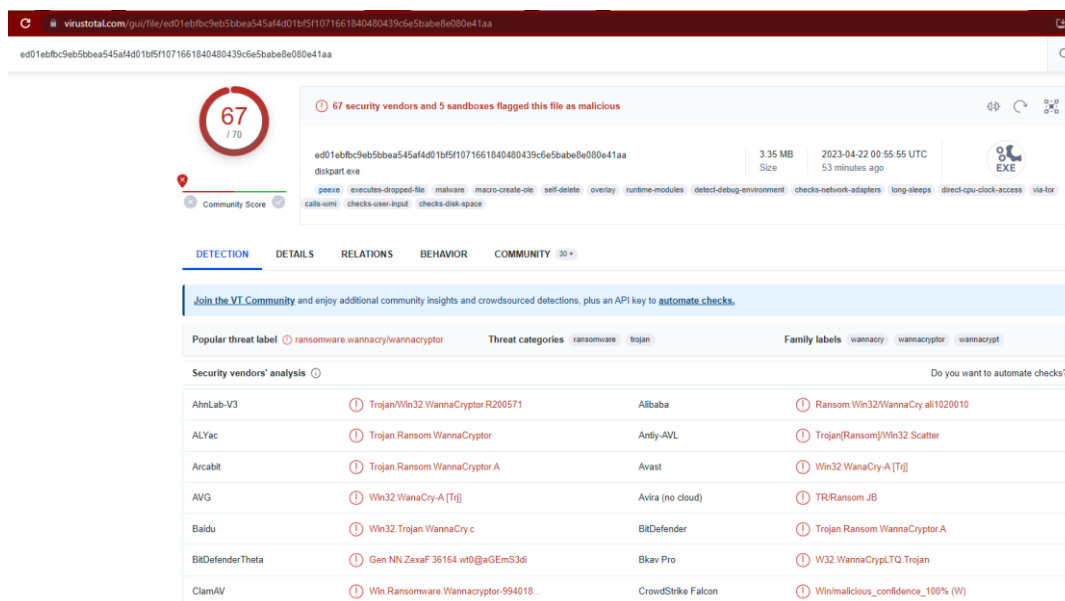 virustotal.com/gui/file/ed01ebfbc9eb5bbea545af4d01bf5f1071661840480439c6e5babe8e080e41aa
ed01ebfbc9eb5bbea545af4d01bf5f1071661840480439c6e5babe8e080e41aa
67
/ 70
Community Score
67 security vendors and 5 sandboxes flagged this file as malicious
ed01ebfbc9eb5bbea545af4d01bf5f1071661840480439c6e5babe8e080e41aa
diskpart.exe
3.35 MB
Size
2023-04-22 00:55:55 UTC
53 minutes ago
EXE
peexe executes-dropped-file malware macro-create-ole self-delete overlay runtime-modules detect-debug-environment checks-network-adapters long-sleeps direct-cpu-clock-access via-tor
calls-wmi checks-user-input checks-disk-space
DETECTION DETAILS RELATIONS BEHAVIOR COMMUNITY 30 +
Join the VT Community and enjoy additional community insights and crowdsourced detections, plus an API key to automate checks.
Popular threat label ransomware.wannacry/wannacryptor Threat categories ransomware trojan Family labels wannacry wannacryptor wannacrypt
Security vendors' analysis Do you want to automate checks?
AhnLab-V3 Trojan/Win32.WannaCryptor.R200571 Alibaba Ransom:Win32/WannaCry.ali1020010
ALYac Trojan.Ransom.WannaCryptor Antiy-AVL Trojan[Ransom]/Win32.Scatter
Arcabit Trojan.Ransom.WannaCryptor.A Avast Win32:WanaCry-A [Trj]
AVG Win32:WanaCry-A [Trj] Avira (no cloud) TR/Ransom.JB
Baidu Win32.Trojan.WannaCry.c BitDefender Trojan.Ransom.WannaCryptor.A
BitDefenderTheta Gen:NN.ZexaF.36164.wt0@aGEmS3di Bkav Pro W32.WannaCrypLTQ.Trojan
ClamAV Win.Ransomware.Wannacryptor-994018... CrowdStrike Falcon Win/malicious_confidence_100% (W)